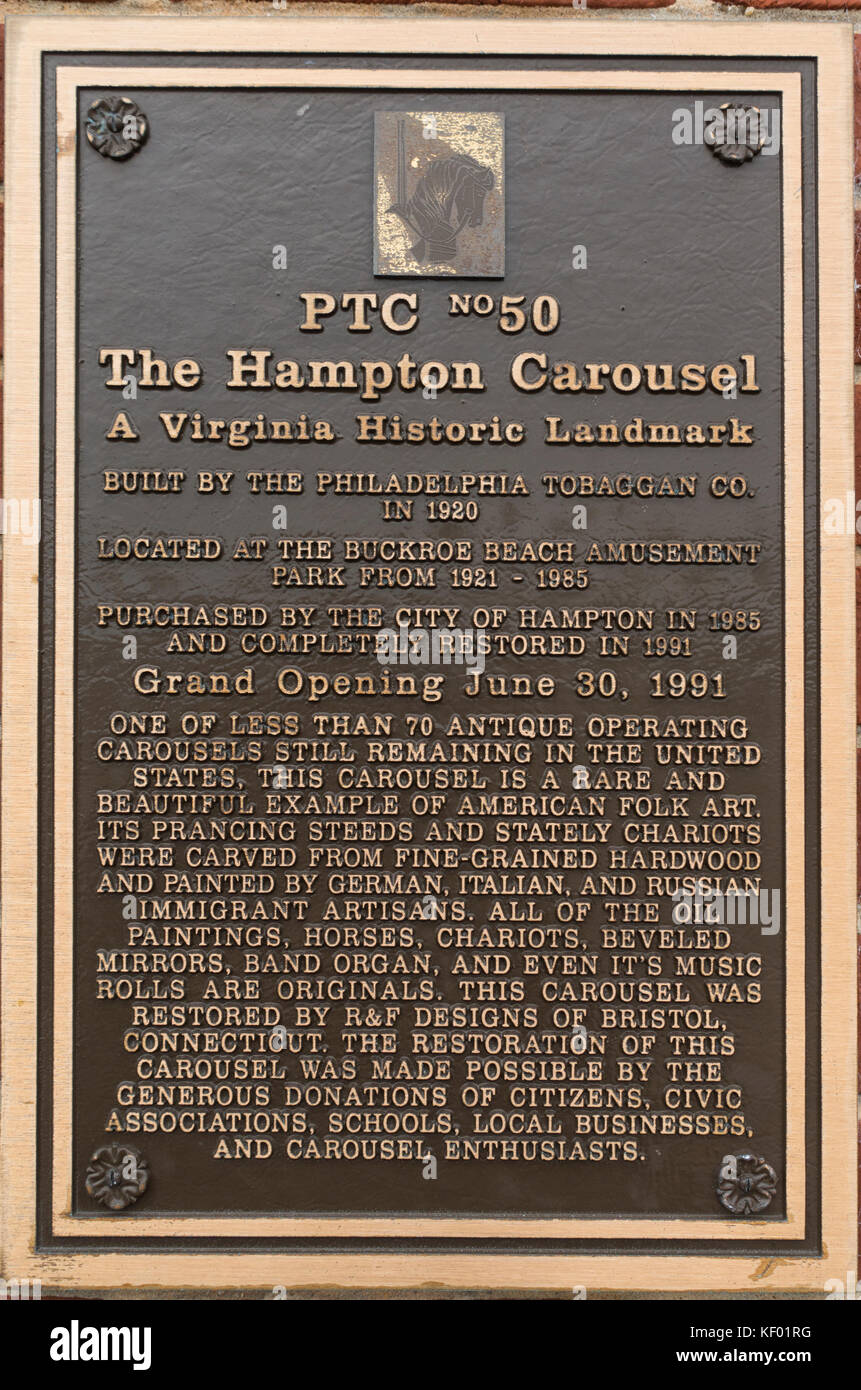 PTC NO50
The Hampton Carousel
A Virginia Historic Landmark
BUILT BY THE PHILADELPHIA TOBAGGAN CO.
IN 1920
LOCATED AT THE BUCKROE BEACH AMUSEMENT
PARK FROM 1921 - 1985
PURCHASED BY THE CITY OF HAMPTON IN 1985
AND COMPLETELY RESTORED IN 1991
Grand Opening June 30, 1991
ONE OF LESS THAN 70 ANTIQUE OPERATING
CAROUSELS STILL REMAINING IN THE UNITED
STATES, THIS CAROUSEL IS A RARE AND
BEAUTIFUL EXAMPLE OF AMERICAN FOLK ART.
ITS PRANCING STEEDS AND STATELY CHARIOTS
WERE CARVED FROM FINE-GRAINED HARDWOOD
AND PAINTED BY GERMAN, ITALIAN, AND RUSSIAN
IMMIGRANT ARTISANS. ALL OF THE OIL
PAINTINGS, HORSES, CHARIOTS, BEVELED
MIRRORS, BAND ORGAN, AND EVEN IT'S MUSIC
ROLLS ARE ORIGINALS. THIS CAROUSEL WAS
RESTORED BY R&F DESIGNS OF BRISTOL,
CONNECTICUT. THE RESTORATION OF THIS
CAROUSEL WAS MADE POSSIBLE BY THE
GENEROUS DONATIONS OF CITIZENS, CIVIC
ASSOCIATIONS, SCHOOLS, LOCAL BUSINESSES,
AND CAROUSEL ENTHUSIASTS.
alamy
a
alamy
alamy stock photo
KF01RG
www.alamy.com